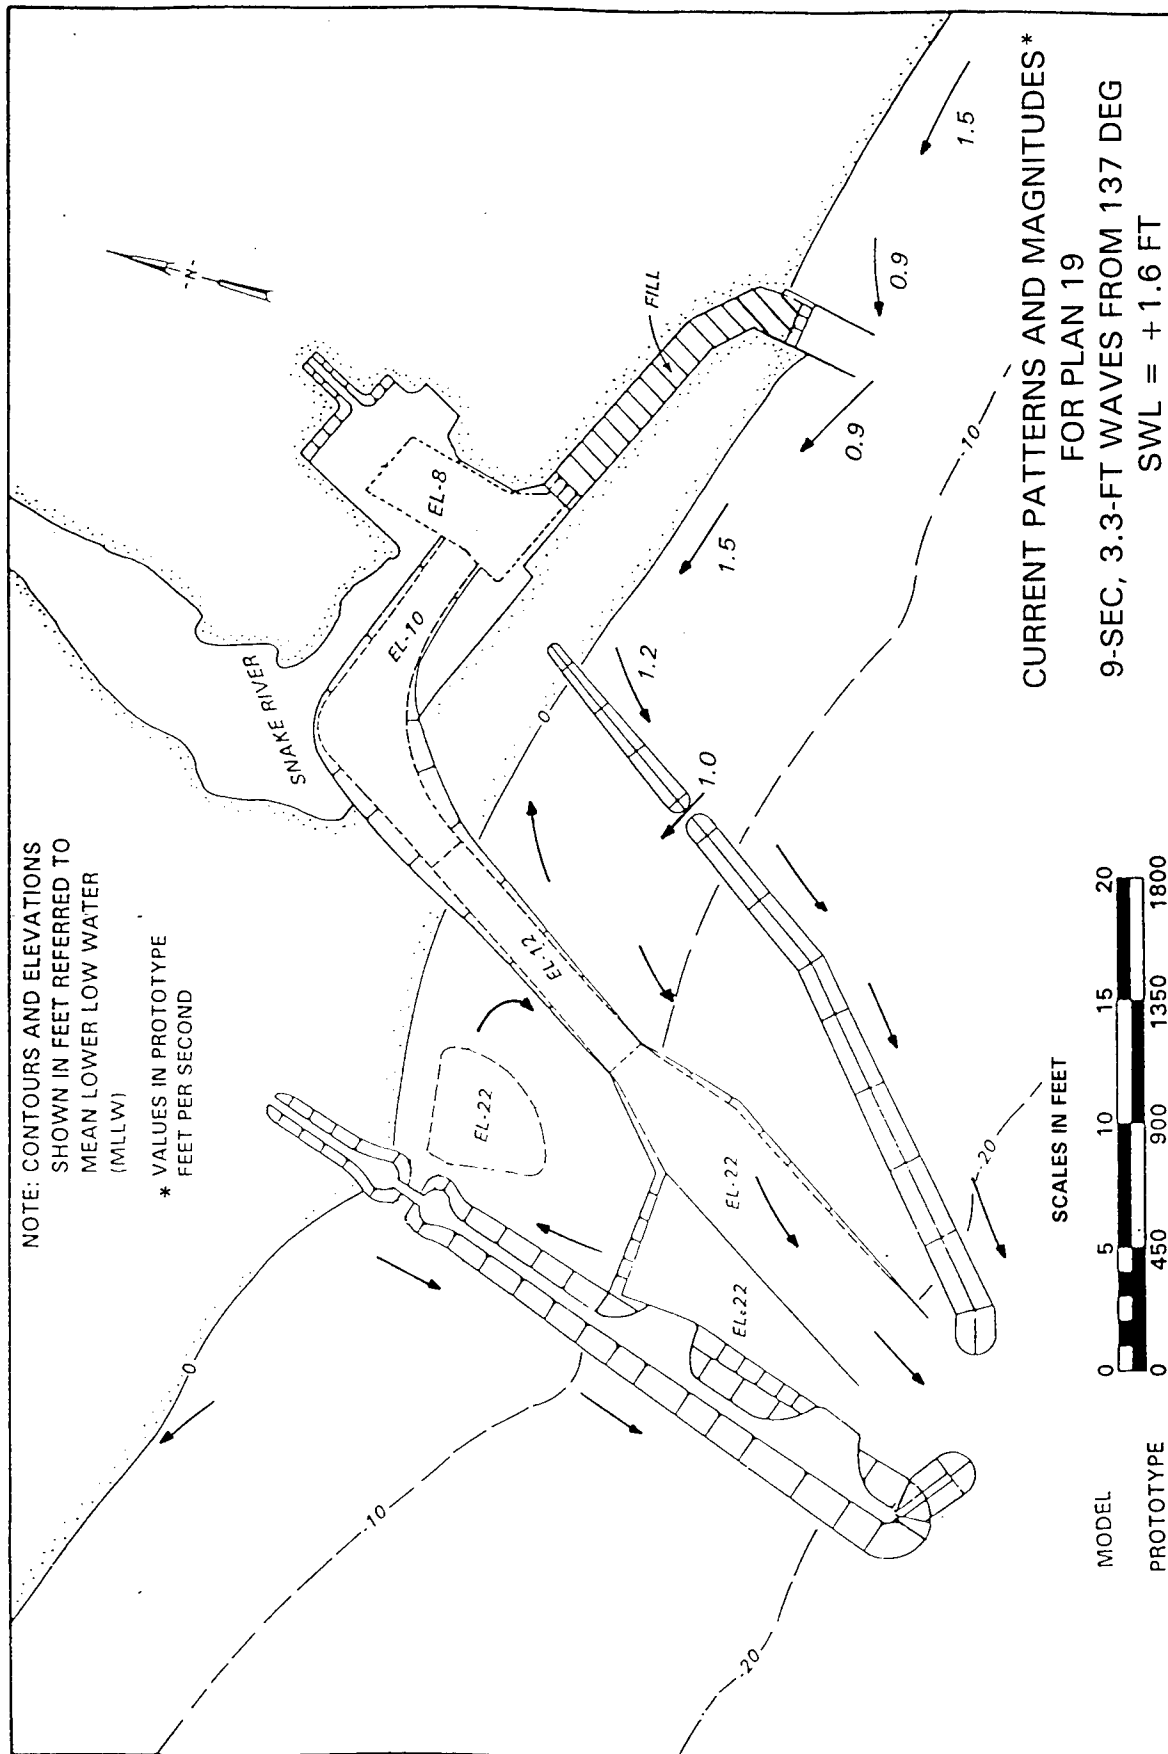 NOTE: CONTOURS AND ELEVATIONS
SHOWN IN FEET REFERRED TO
MEAN LOWER LOW WATER
(MLLW)
* VALUES IN PROTOTYPE
FEET PER SECOND
SNAKE RIVER
-N-
EL-8
EL-10
EL-12
EL-22
EL-22
EL-22
FILL
0
0
-10
-10
-20
-20
1.5
0.9
0.9
1.5
1.2
1.0
SCALES IN FEET
MODEL
0 5 10 15 20
PROTOTYPE
0 450 900 1350 1800
CURRENT PATTERNS AND MAGNITUDES*
FOR PLAN 19
9-SEC, 3.3-FT WAVES FROM 137 DEG
SWL = +1.6 FT